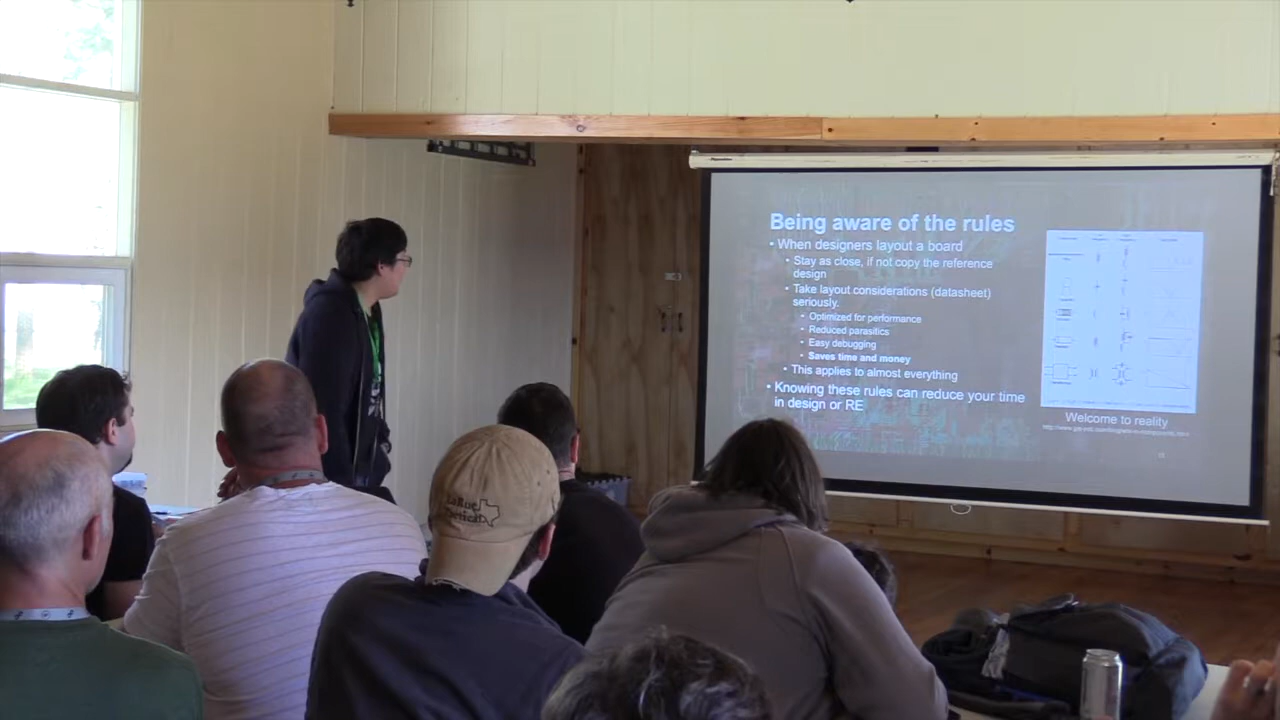 Being aware of the rules
• When designers layout a board
• Stay as close, if not copy the reference
design
• Take layout considerations (datasheet)
seriously.
• Optimized for performance
• Reduced parasitics
• Easy debugging
• Saves time and money
• This applies to almost everything
• Knowing these rules can reduce your time
in design or RE
Welcome to reality